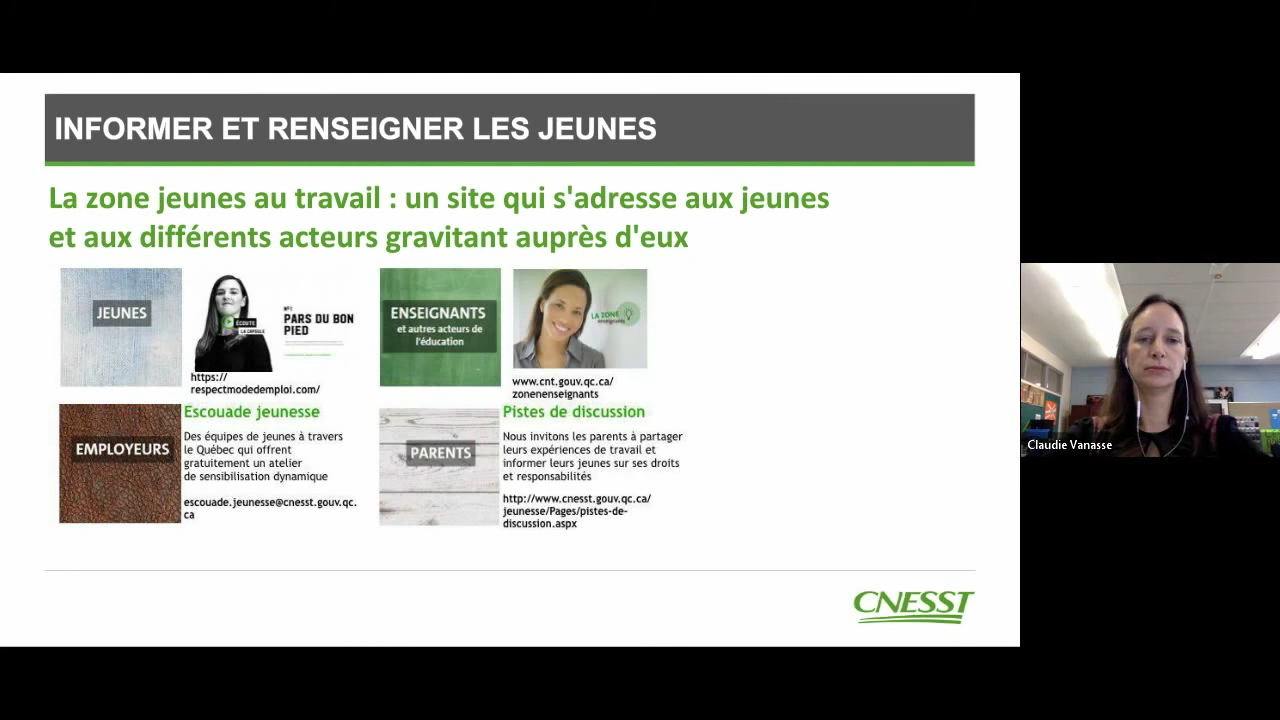 INFORMER ET RENSEIGNER LES JEUNES
La zone jeunes au travail : un site qui s'adresse aux jeunes
et aux différents acteurs gravitant auprès d'eux
JEUNES
ÉCOUTE
LA CAPSULE
N°1
PARS DU BON
PIED
https://
respectmodedemploi.com/
ENSEIGNANTS
et autres acteurs de
l'éducation
LA ZONE
enseignants
www.cnt.gouv.qc.ca/
zonenenseignants
EMPLOYEURS
Escouade jeunesse
Des équipes de jeunes à travers
le Québec qui offrent
gratuitement un atelier
de sensibilisation dynamique
escouade.jeunesse@cnesst.gouv.qc.
ca
PARENTS
Pistes de discussion
Nous invitons les parents à partager
leurs expériences de travail et
informer leurs jeunes sur ses droits
et responsabilités
http://www.cnesst.gouv.qc.ca/
jeunesse/Pages/pistes-de-
discussion.aspx
CNESST
Claudie Vanasse